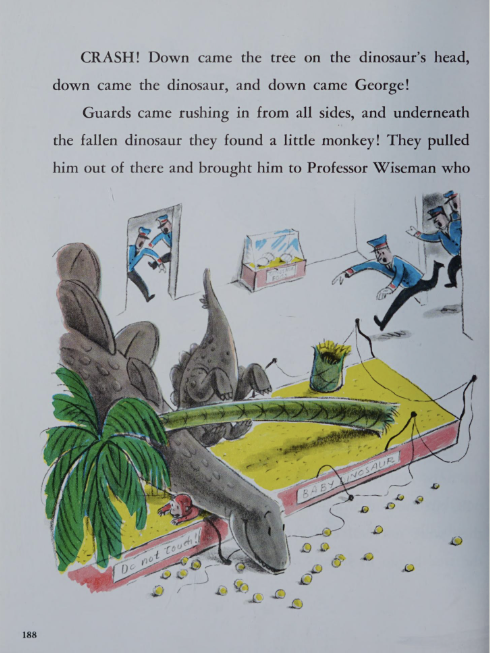 CRASH! Down came the tree on the dinosaur's head,
down came the dinosaur, and down came George!
Guards came rushing in from all sides, and underneath
the fallen dinosaur they found a little monkey! They pulled
him out of there and brought him to Professor Wiseman who
BABY DINOSAUR
Do not touch!
188